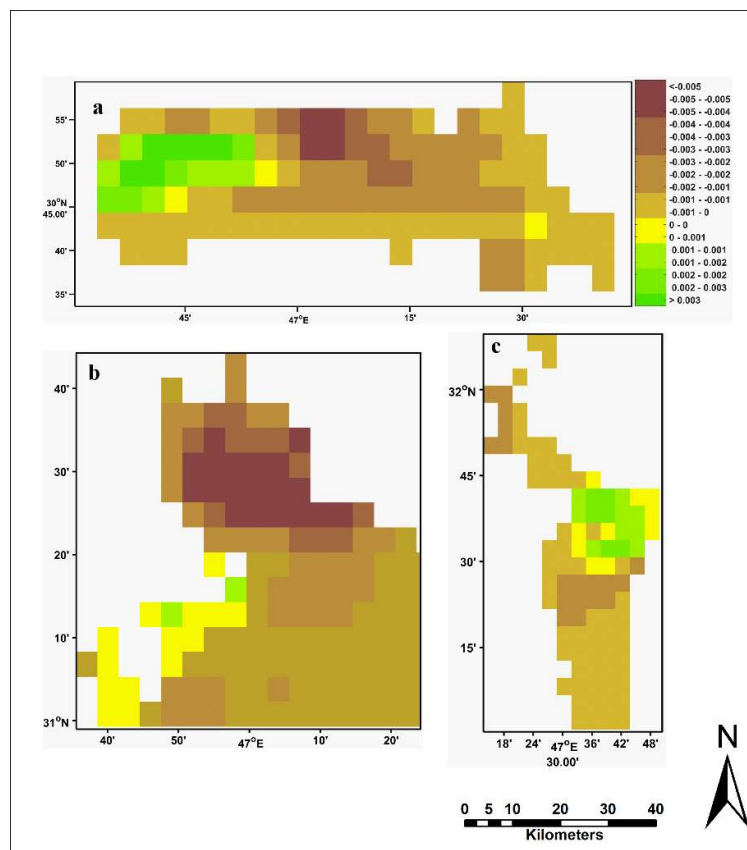 a
<-0.005
-0.005 - -0.005
-0.005 - -0.004
-0.004 - -0.004
-0.004 - -0.003
-0.003 - -0.002
-0.002 - -0.002
-0.002 - -0.001
-0.001 - -0.001
-0.001 - 0
0 - 0
0 - 0.001
0.001 - 0.001
0.001 - 0.002
0.002 - 0.002
0.002 - 0.003
> 0.003
55'
50'
30°N
45.00'
40'
35'
45'
47°E
15'
30'
b
40'
30'
20'
10'
31°N
40'
50'
47°E
10'
20'
c
32°N
45'
30'
15'
18'
24'
47°E
30.00'
36'
42'
48'
N
0 5 10 20 30 40
Kilometers